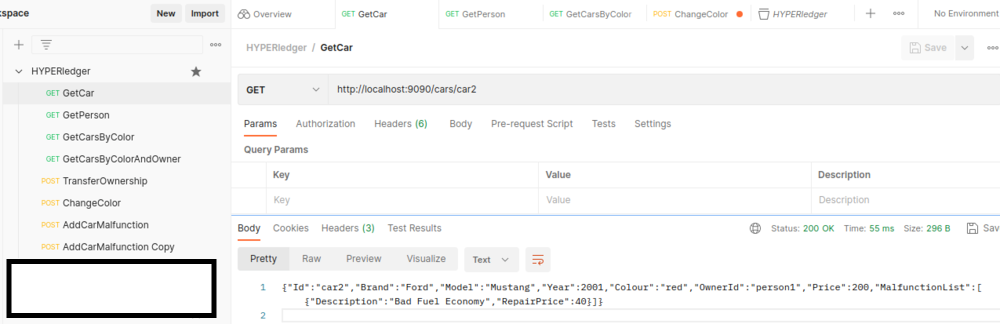 kspace
New
Import
Overview
GET GetCar
GET GetPerson
GET GetCarsByColor
POST ChangeColor
HYPERledger
No Environment
HYPERledger / GetCar
Save
HYPERledger
GET GetCar
GET GetPerson
GET GetCarsByColor
GET GetCarsByColorAndOwner
POST TransferOwnership
POST ChangeColor
POST AddCarMalfunction
POST AddCarMalfunction Copy
GET
http://localhost:9090/cars/car2
Params Authorization Headers (6) Body Pre-request Script Tests Settings
Query Params
Key Value Description
Key Value Description
Body Cookies Headers (3) Test Results
Status: 200 OK Time: 55 ms Size: 296 B
Sav
Pretty Raw Preview Visualize Text
1 {"Id":"car2","Brand":"Ford","Model":"Mustang","Year":2001,"Colour":"red","OwnerId":"person1","Price":200,"MalfunctionList":[
{"Description":"Bad Fuel Economy","RepairPrice":40}]}
2